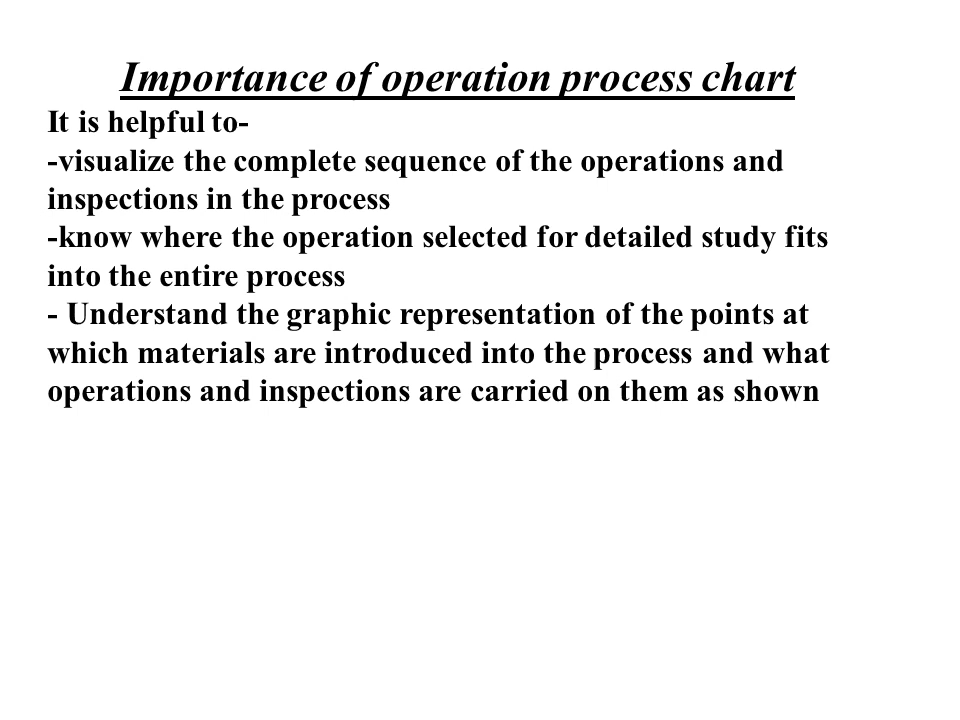 Importance of operation process chart
It is helpful to-
-visualize the complete sequence of the operations and
inspections in the process
-know where the operation selected for detailed study fits
into the entire process
- Understand the graphic representation of the points at
which materials are introduced into the process and what
operations and inspections are carried on them as shown